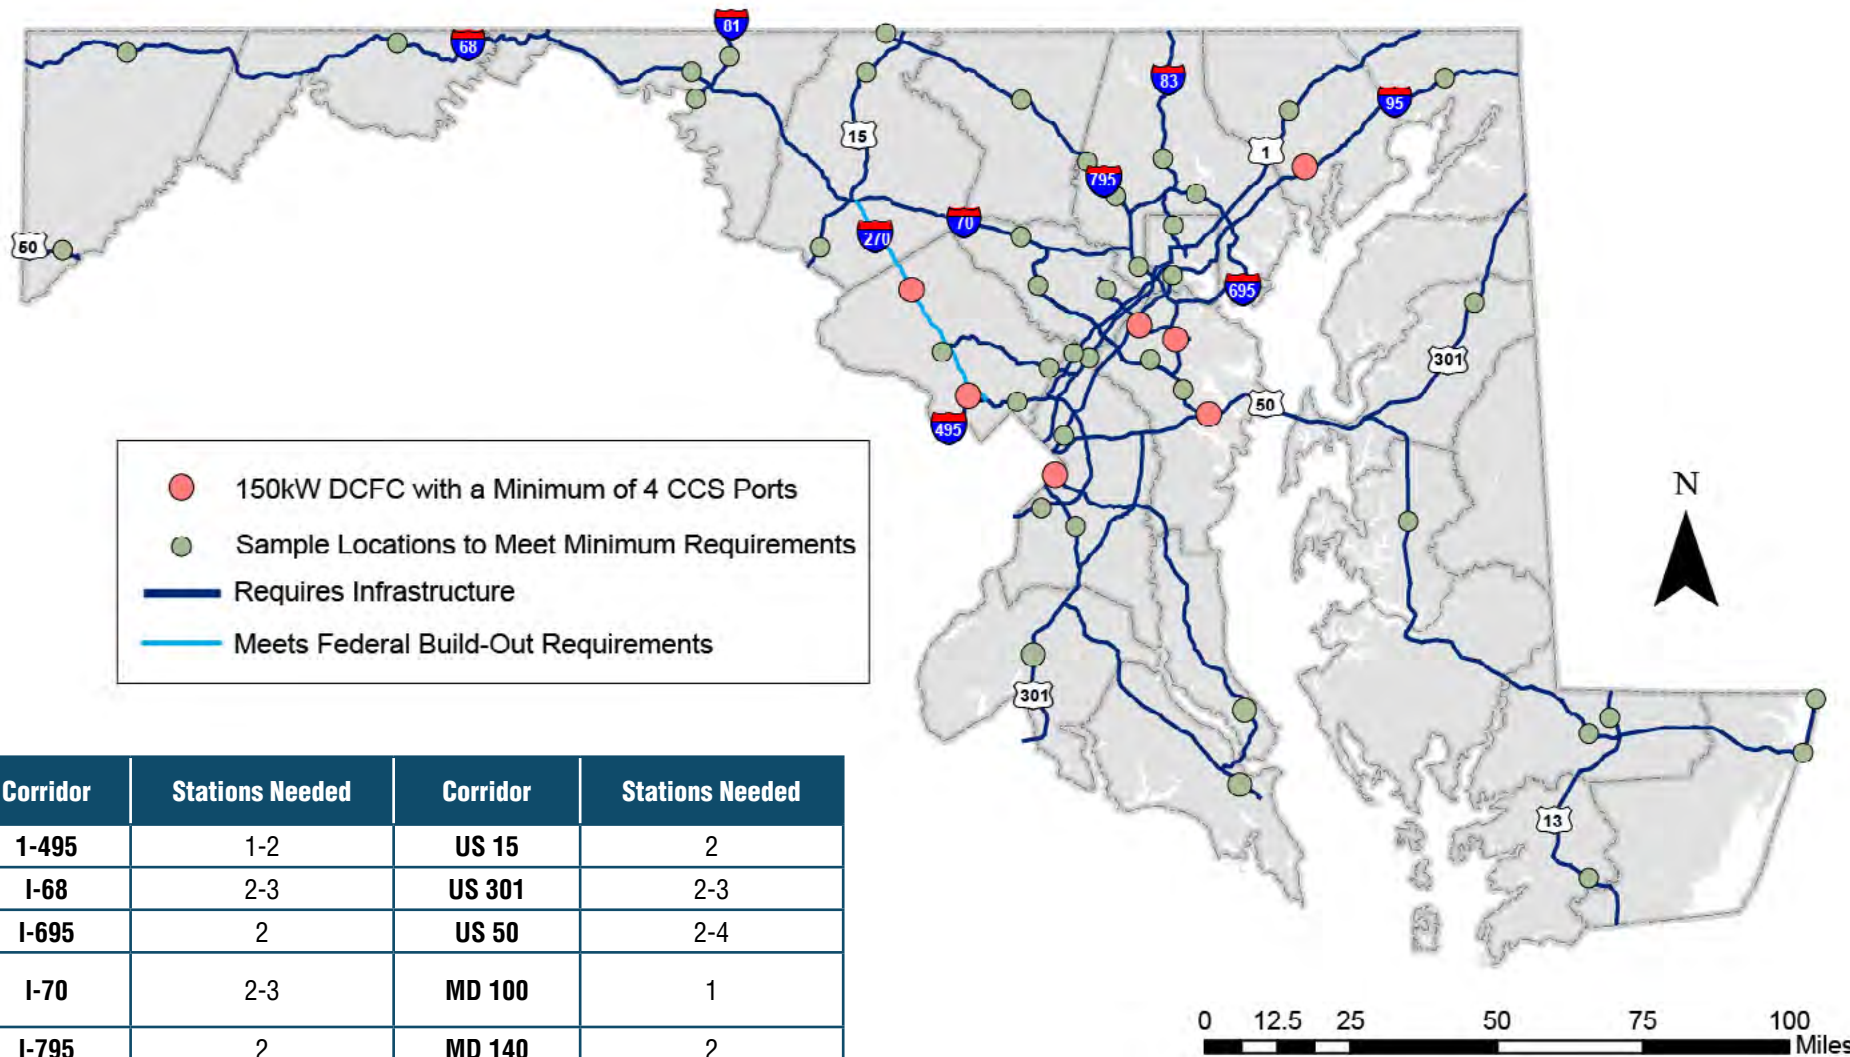 81
68
83
95
15
1
795
50
270
70
695
301
50
495
150kW DCFC with a Minimum of 4 CCS Ports
Sample Locations to Meet Minimum Requirements
Requires Infrastructure
Meets Federal Build-Out Requirements
N
301
13
Corridor Stations Needed Corridor Stations Needed
1-495 1-2 US 15 2
I-68 2-3 US 301 2-3
I-695 2 US 50 2-4
I-70 2-3 MD 100 1
I-795 2 MD 140 2
0 12.5 25 50 75 100
Miles